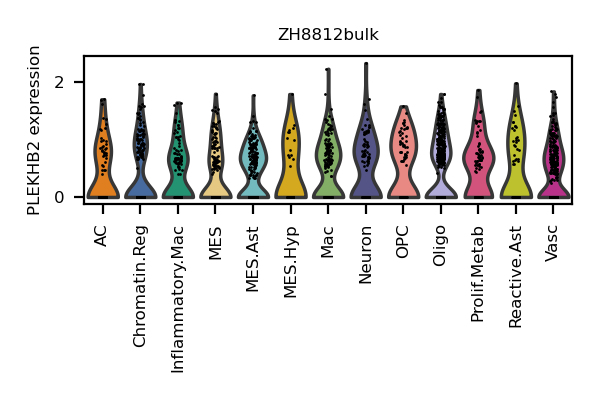 ZH8812bulk
PLEKHB2 expression
2
0
AC
Chromatin.Reg
Inflammatory.Mac
MES
MES.Ast
MES.Hyp
Mac
Neuron
OPC
Oligo
Prolif.Metab
Reactive.Ast
Vasc